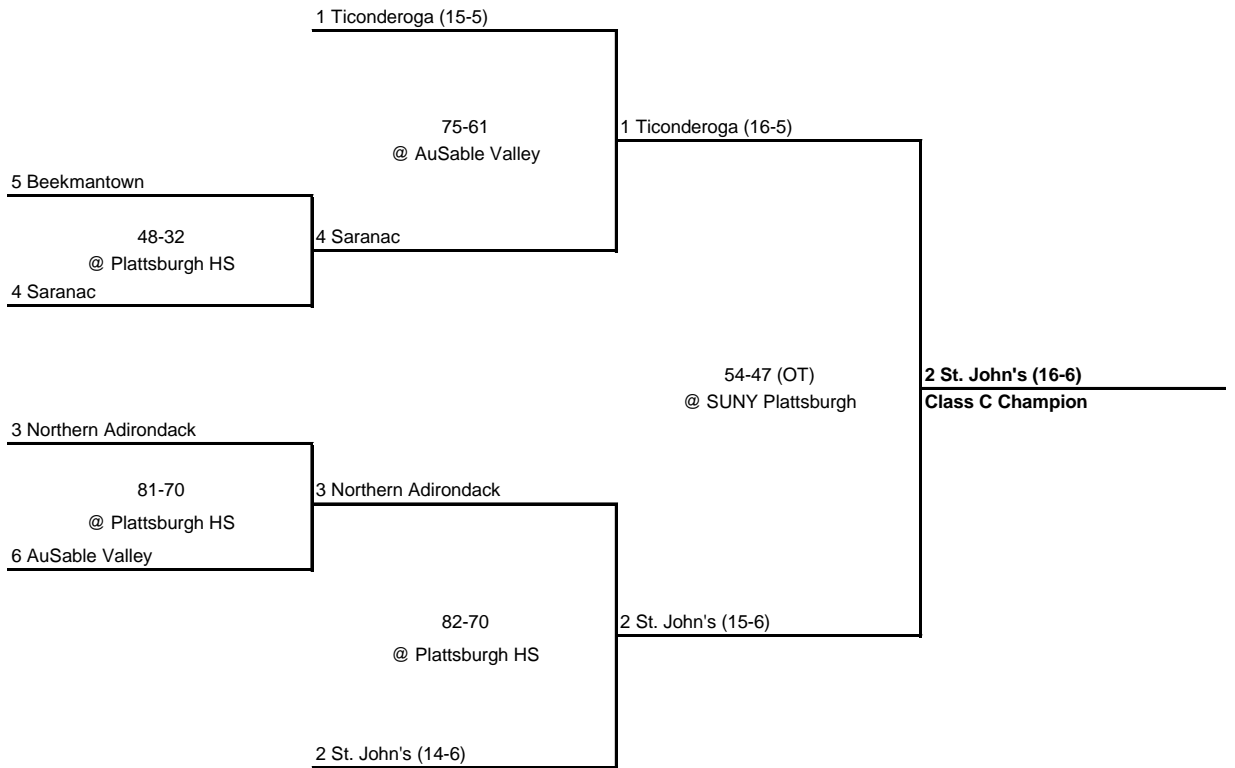 1 Ticonderoga (15-5)
75-61
@ AuSable Valley
1 Ticonderoga (16-5)
5 Beekmantown
48-32
@ Plattsburgh HS
4 Saranac
4 Saranac
54-47 (OT)
@ SUNY Plattsburgh
2 St. John's (16-6)
Class C Champion
3 Northern Adirondack
81-70
@ Plattsburgh HS
3 Northern Adirondack
6 AuSable Valley
82-70
@ Plattsburgh HS
2 St. John's (15-6)
2 St. John's (14-6)